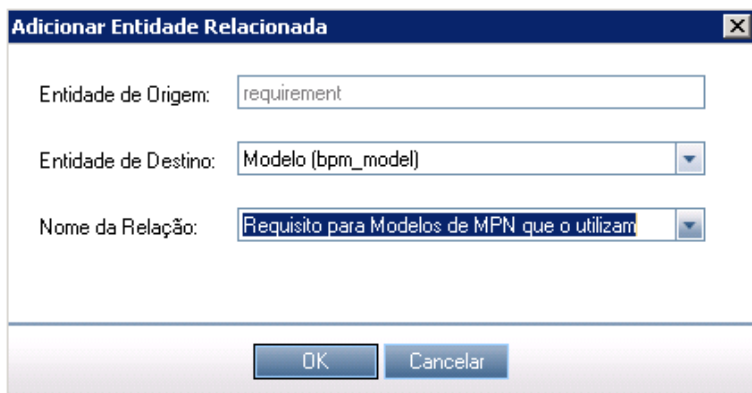 Adicionar Entidade Relacionada
Entidade de Origem: requirement
Entidade de Destino: Modelo (bpm_model)
Nome da Relação: Requisito para Modelos de MPN que o utilizam
OK Cancelar